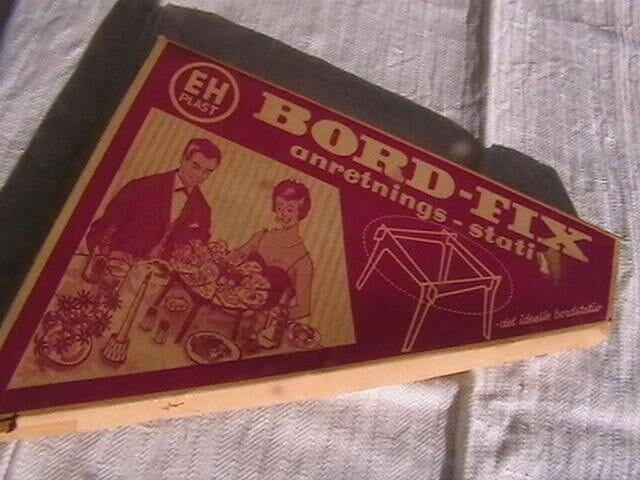 EH
PLAST
BORD-FIX
anretnings-stativ
-det ideelle bordstativ